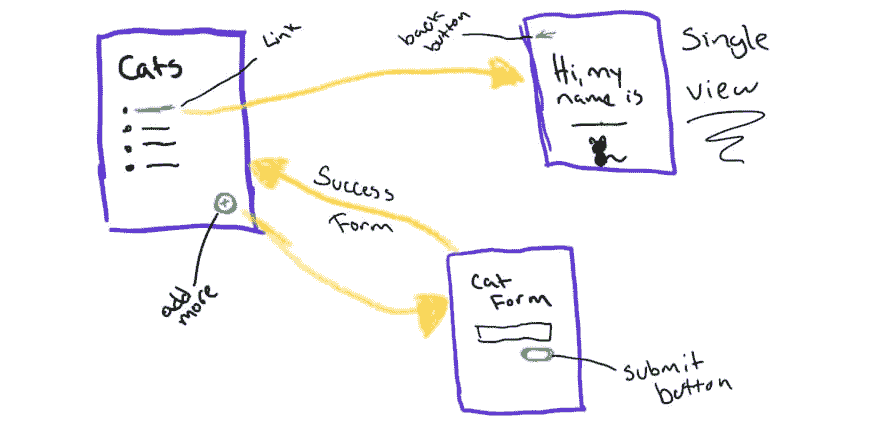 Cats
Link
add
more
back
button
Hi, my
name is
Single
view
Success
Form
Cat
Form
submit
button